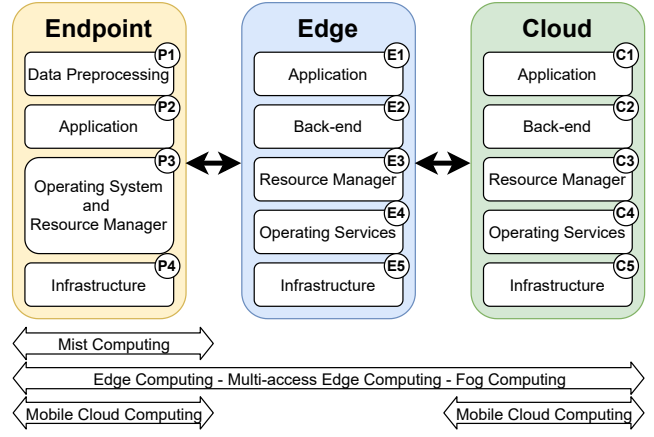 Endpoint
P1
Data Preprocessing
P2
Application
P3
Operating System
and
Resource Manager
P4
Infrastructure
Edge
E1
Application
E2
Back-end
E3
Resource Manager
E4
Operating Services
E5
Infrastructure
Cloud
C1
Application
C2
Back-end
C3
Resource Manager
C4
Operating Services
C5
Infrastructure
Mist Computing
Edge Computing - Multi-access Edge Computing - Fog Computing
Mobile Cloud Computing
Mobile Cloud Computing